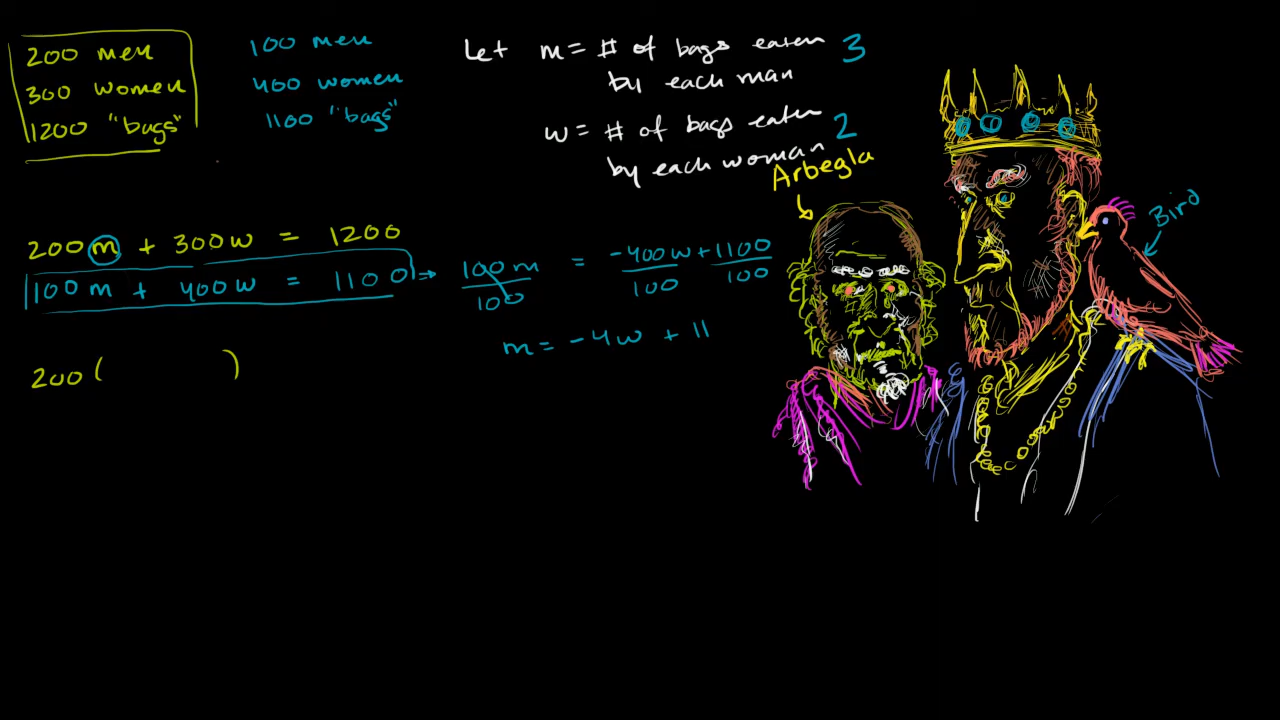 200 men
300 women
1200 "bags"
100 men
400 women
1100 "bags"
Let m = # of bags eaten 3
by each man
w = # of bags eaten 2
by each woman
Arbegla
Bird
200m + 300w = 1200
100m + 400w = 1100 → 100m/100 = -400w/100 + 1100/100
m = -4w + 11
200 ( )